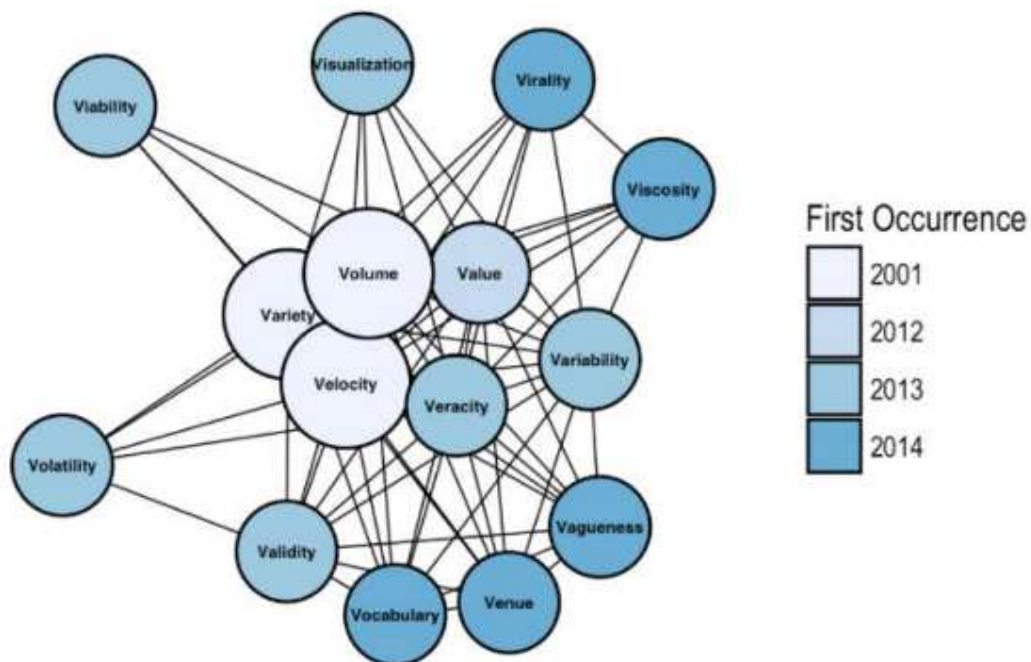 Visualization
Virality
Viability
Viscosity
Volume
Value
Variety
Variability
Velocity
Veracity
Volatility
Vagueness
Validity
Venue
Vocabulary
First Occurrence
2001
2012
2013
2014